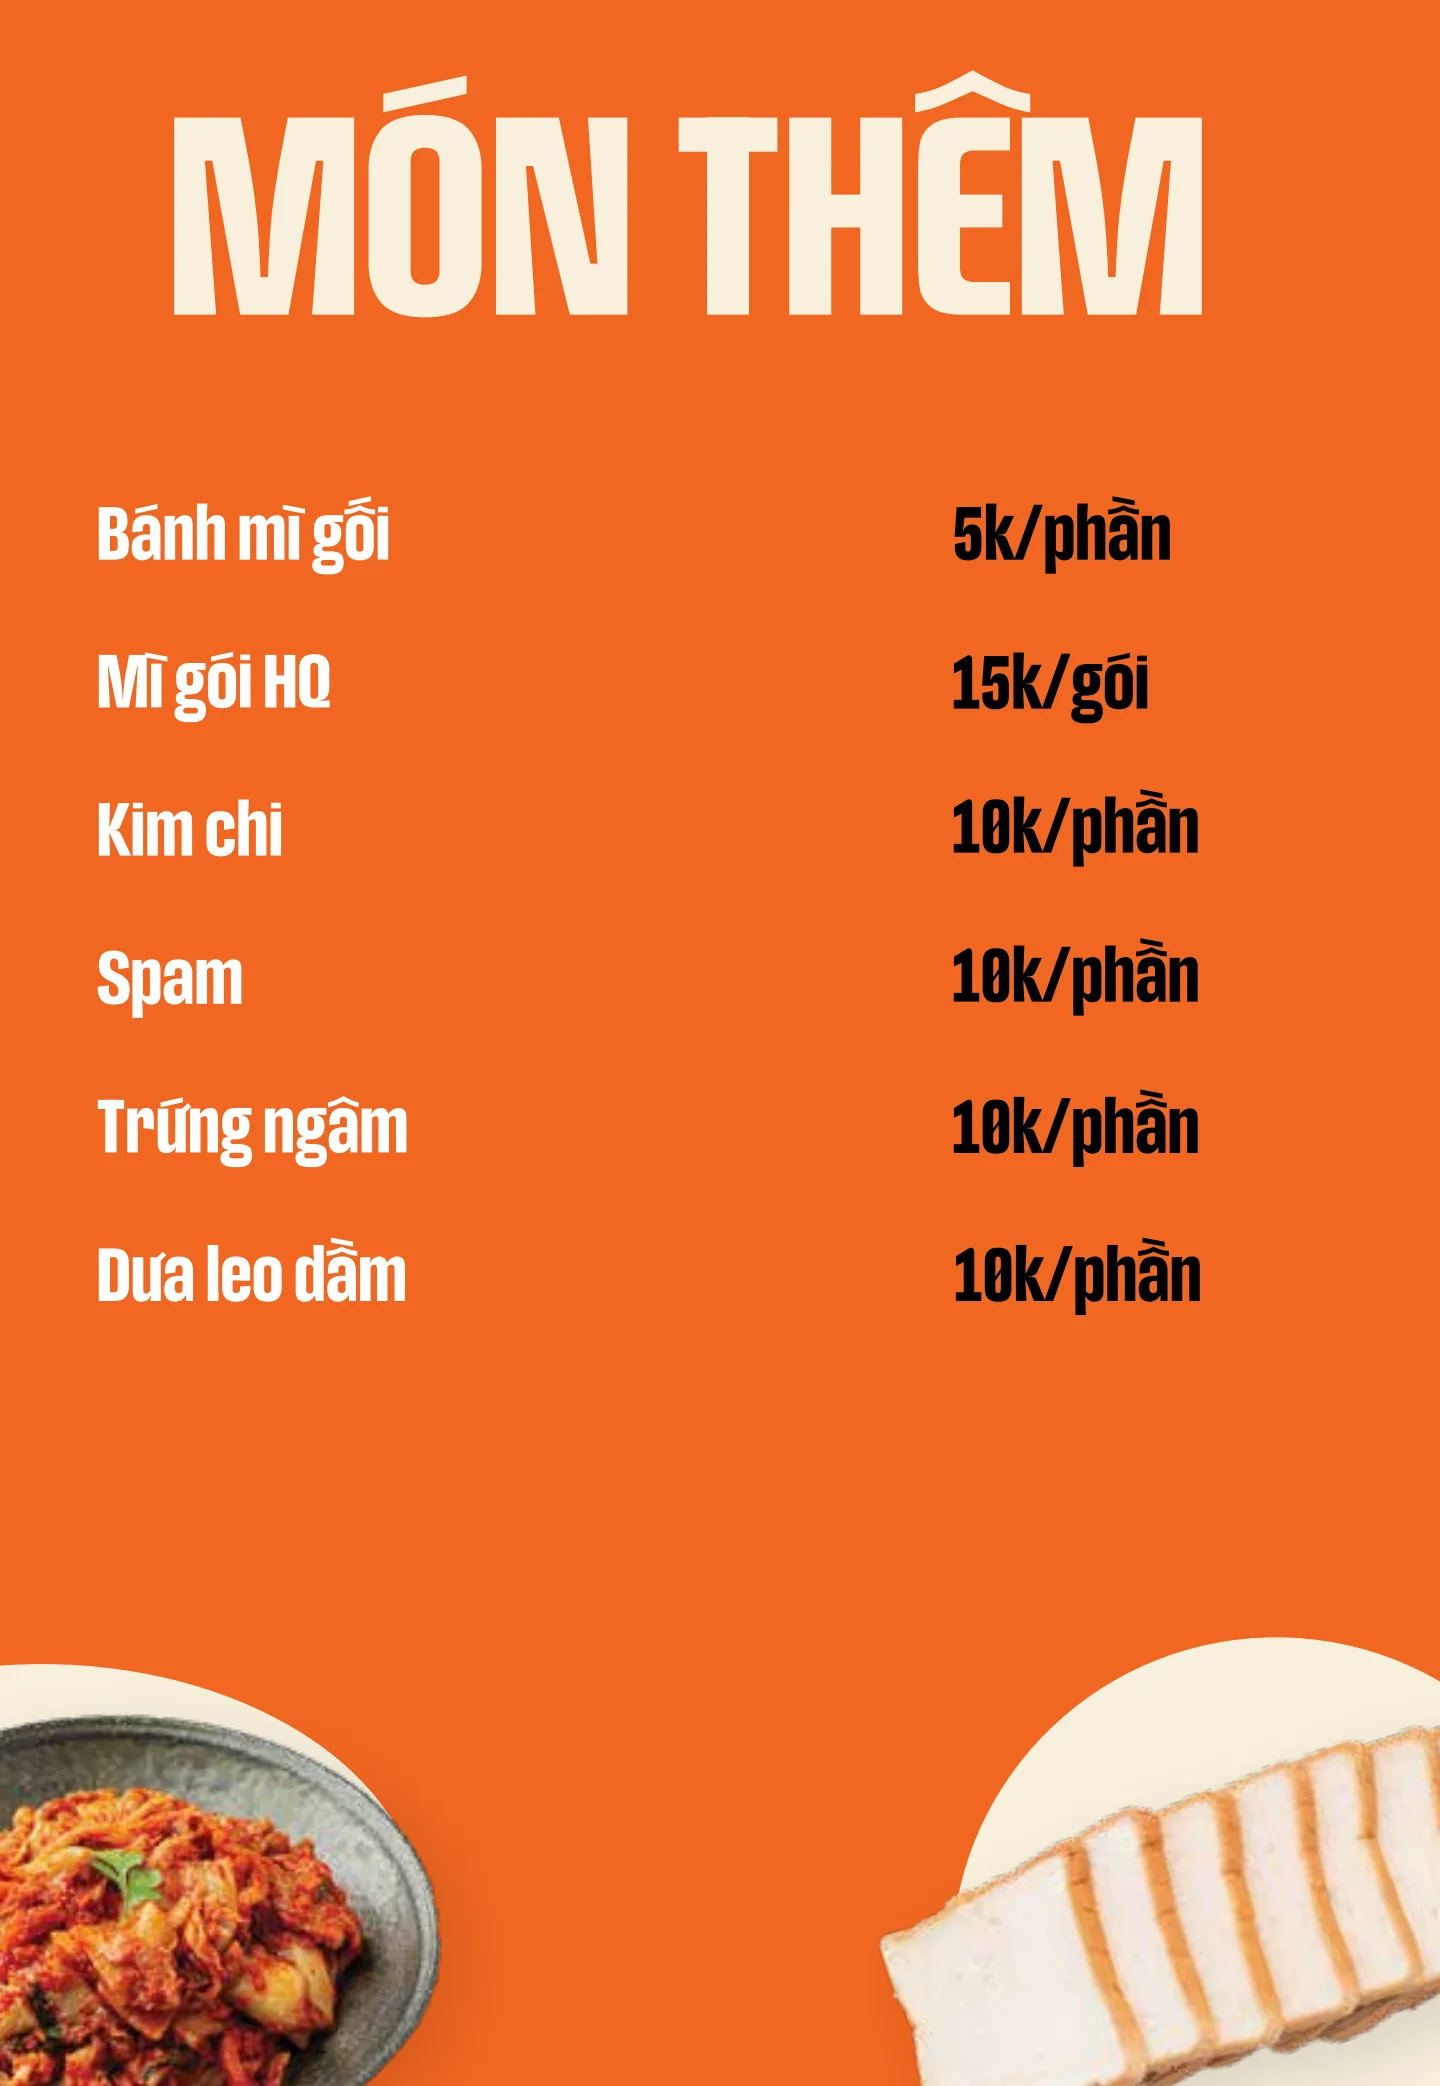 MÓN THÊM
Bánh mì gối 5k/phần
Mì gói HQ 15k/gói
Kim chi 10k/phần
Spam 10k/phần
Trứng ngâm 10k/phần
Dưa leo dầm 10k/phần